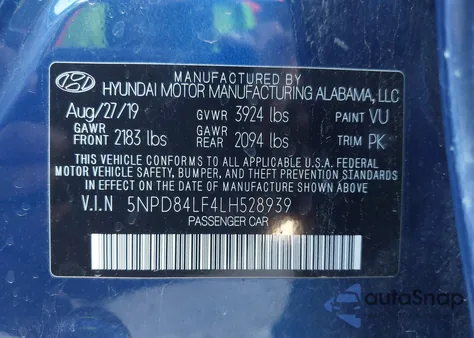 MANUFACTURED BY
HYUNDAI MOTOR MANUFACTURING ALABAMA, LLC
Aug/27/19 GVWR 3924 lbs PAINT VU
GAWR FRONT 2183 lbs GAWR REAR 2094 lbs TRIM PK
THIS VEHICLE CONFORMS TO ALL APPLICABLE U.S.A. FEDERAL
MOTOR VEHICLE SAFETY, BUMPER, AND THEFT PREVENTION STANDARDS
IN EFFECT ON THE DATE OF MANUFACTURE SHOWN ABOVE.
V.I.N 5NPD84LF4LH528939
PASSENGER CAR
autoSnap